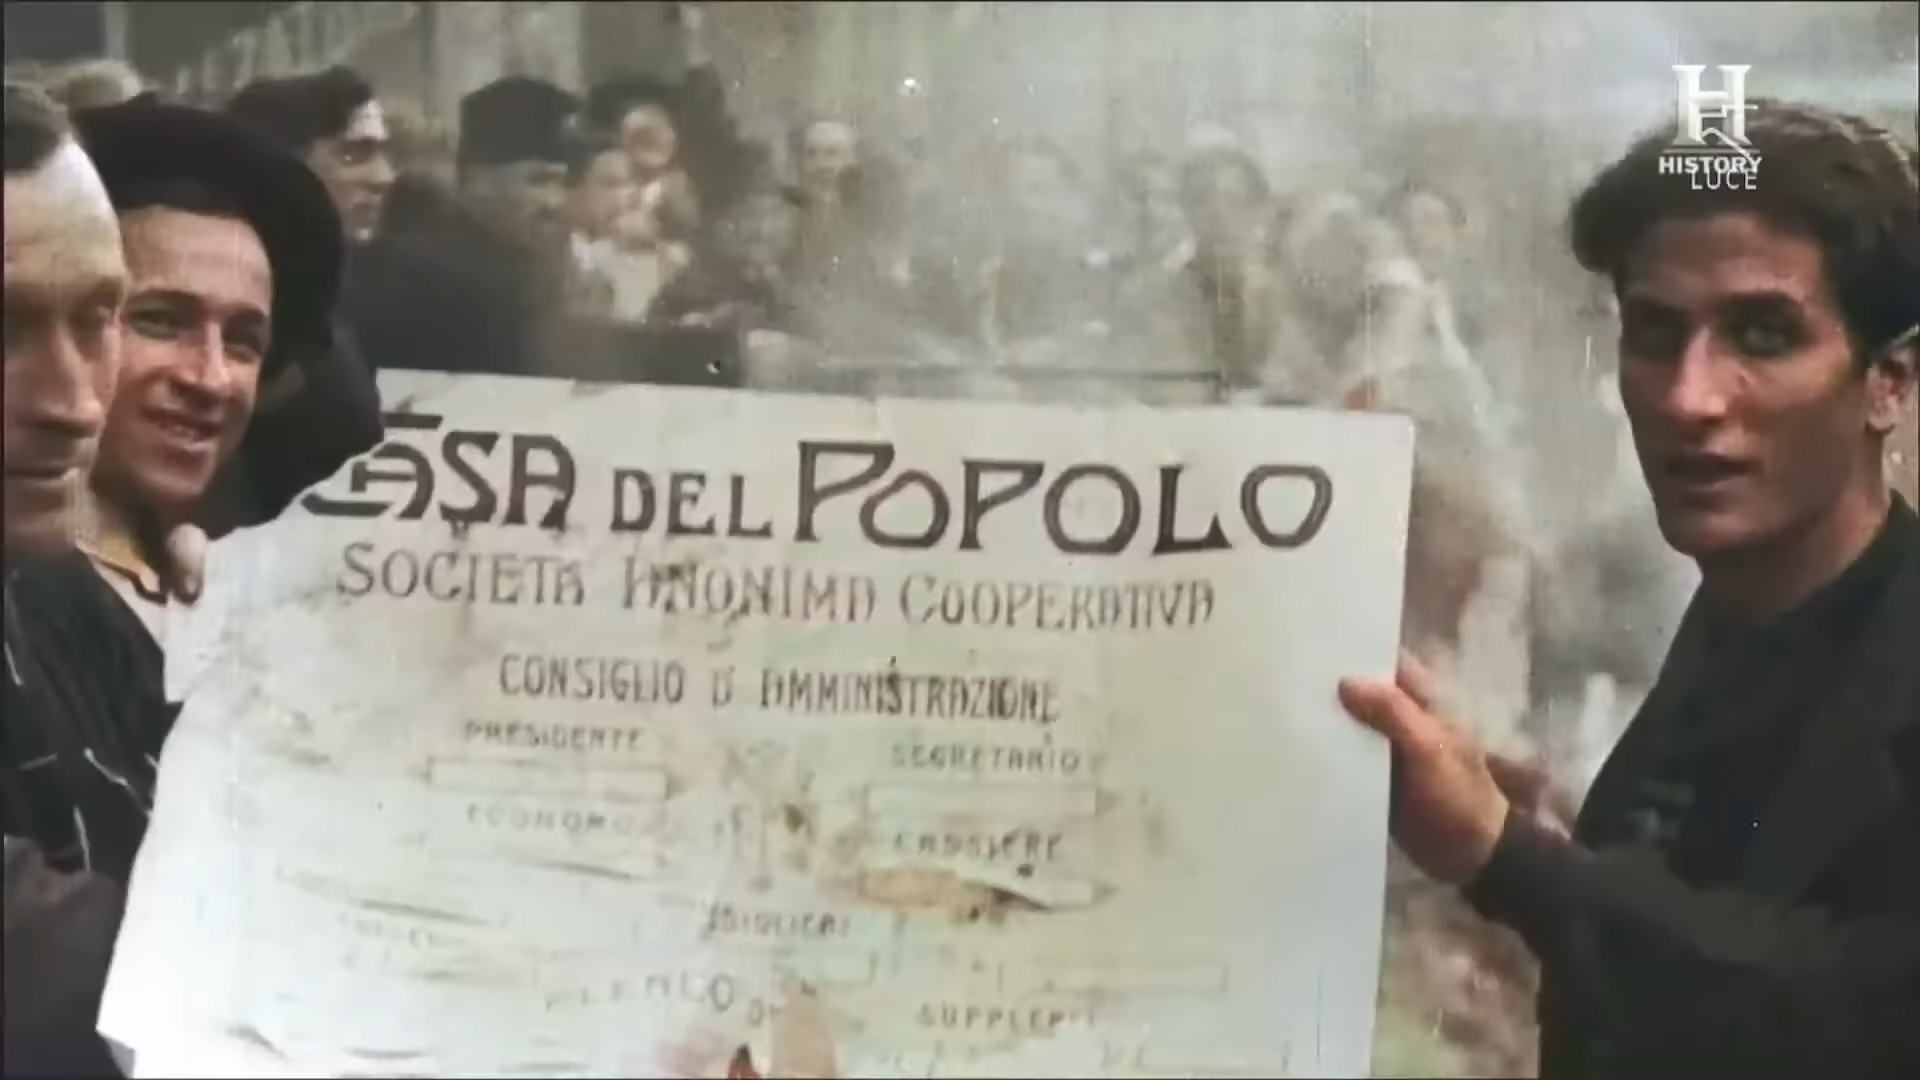 HISTORY
LUCE
CASA DEL POPOLO
SOCIETA ANONIMA COOPERATIVA
CONSIGLIO D AMMINISTRAZIONE
PRESIDENTE
SEGRETARIO
ECONOMO
CASSIERE